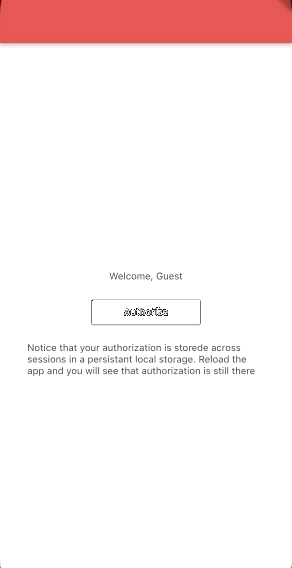 Welcome, Guest
Authorize
Notice that your authorization is storede across
sessions in a persistant local storage. Reload the
app and you will see that authorization is still there